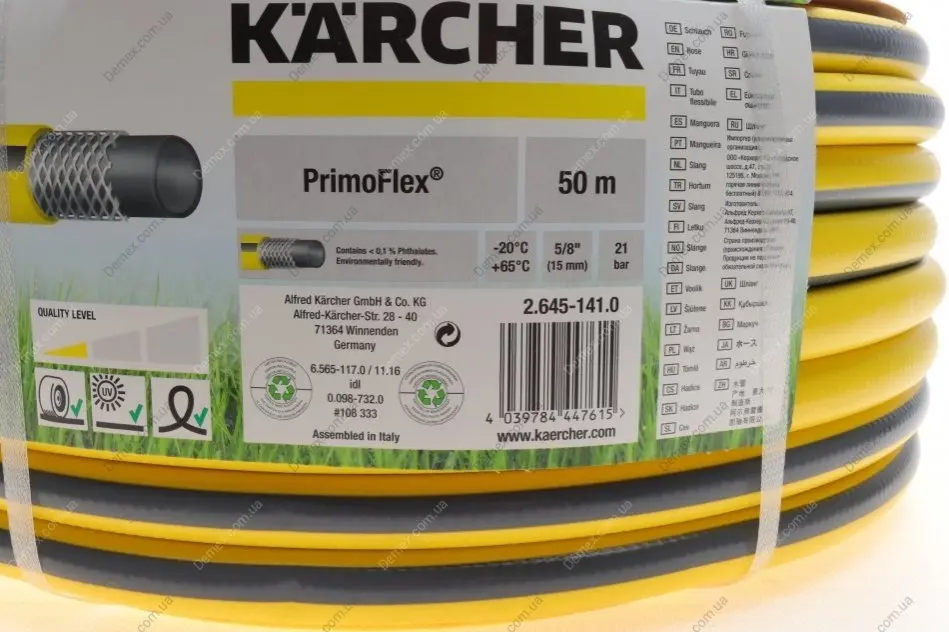 KÄRCHER
PrimoFlex®
50 m
Contains < 0,1 % Phthalates.
Environmentally friendly.
-20°C
+65°C
5/8"
(15 mm)
21
bar
QUALITY LEVEL
UV
Alfred Kärcher GmbH & Co. KG
Alfred-Kärcher-Str. 28 - 40
71364 Winnenden
Germany
6.565-117.0 / 11.16
idl
0.098-732.0
#108 333
Assembled in Italy
2.645-141.0
4 039784 447615 >
www.kaercher.com
DE Schlauch
EN Hose
FR Tuyau
IT Tubo
flessibile
ES Manguera
PT Mangueira
NL Slang
TR Hortum
SV Slang
FI Letku
NO Slange
DA Slange
ET Voolik
LV Šļūtene
LT Žarna
PL Wąż
HU Tömlő
CS Hadice
SK Hadica
SL Cev
RO
HR
SR
EL
RU
UK Шланг
KK
BG Маркуч
JA ホース
AR خرطوم
ZH 水管
Demex.com.ua